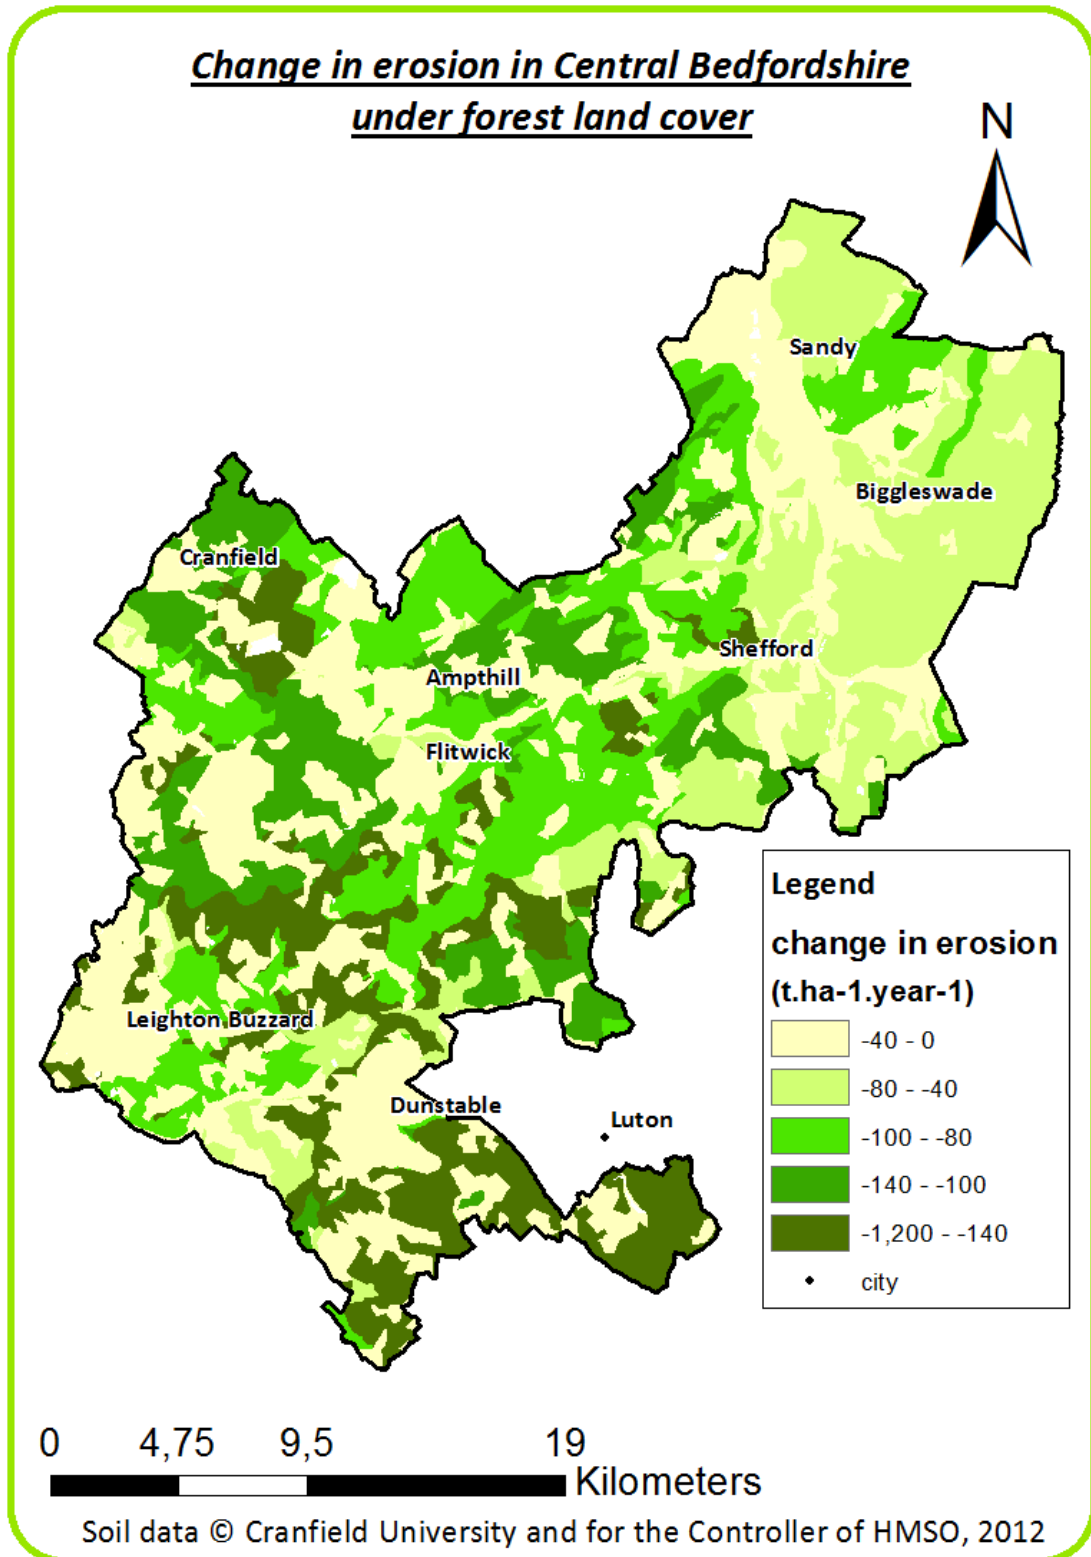 Change in erosion in Central Bedfordshire
under forest land cover
N
Sandy
Biggleswade
Cranfield
Shefford
Ampthill
Flitwick
Leighton Buzzard
Dunstable
Luton
Legend
change in erosion
(t.ha-1.year-1)
-40 - 0
-80 - -40
-100 - -80
-140 - -100
-1,200 - -140
city
0 4,75 9,5 19
Kilometers
Soil data © Cranfield University and for the Controller of HMSO, 2012